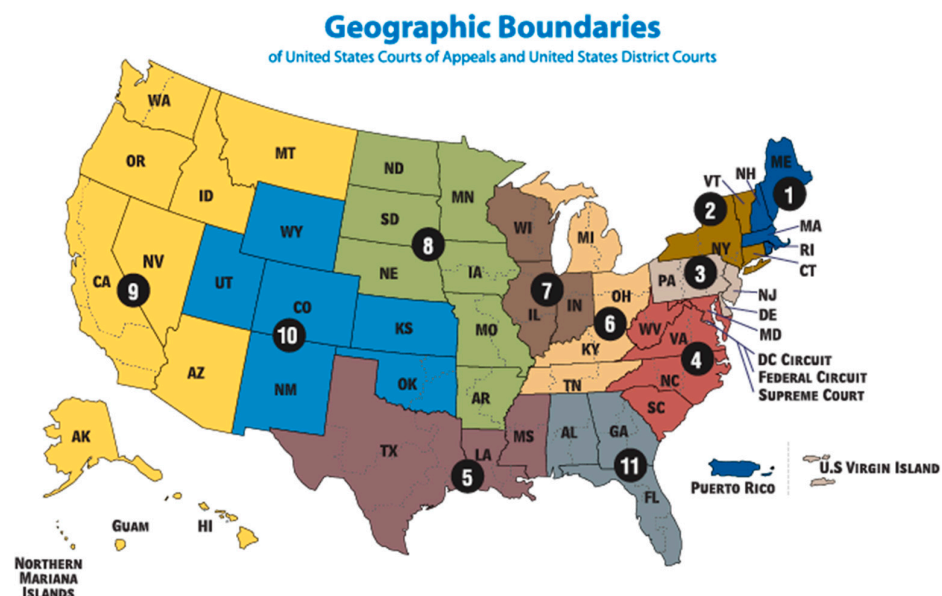 Geographic Boundaries
of United States Courts of Appeals and United States District Courts
WA
OR
ID
MT
CA
NV
9
AZ
WY
UT
CO
10
NM
KS
OK
ND
SD
8
NE
MN
IA
MO
AR
WI
7
IL
IN
MI
OH
6
KY
TN
ME
NH
VT
1
2
NY
MA
RI
CT
PA
3
NJ
DE
MD
WV
VA
4
NC
SC
DC CIRCUIT
FEDERAL CIRCUIT
SUPREME COURT
TX
LA
5
MS
AL
GA
11
FL
AK
HI
GUAM
NORTHERN
MARIANA
ISLANDS
PUERTO RICO
U.S VIRGIN ISLAND